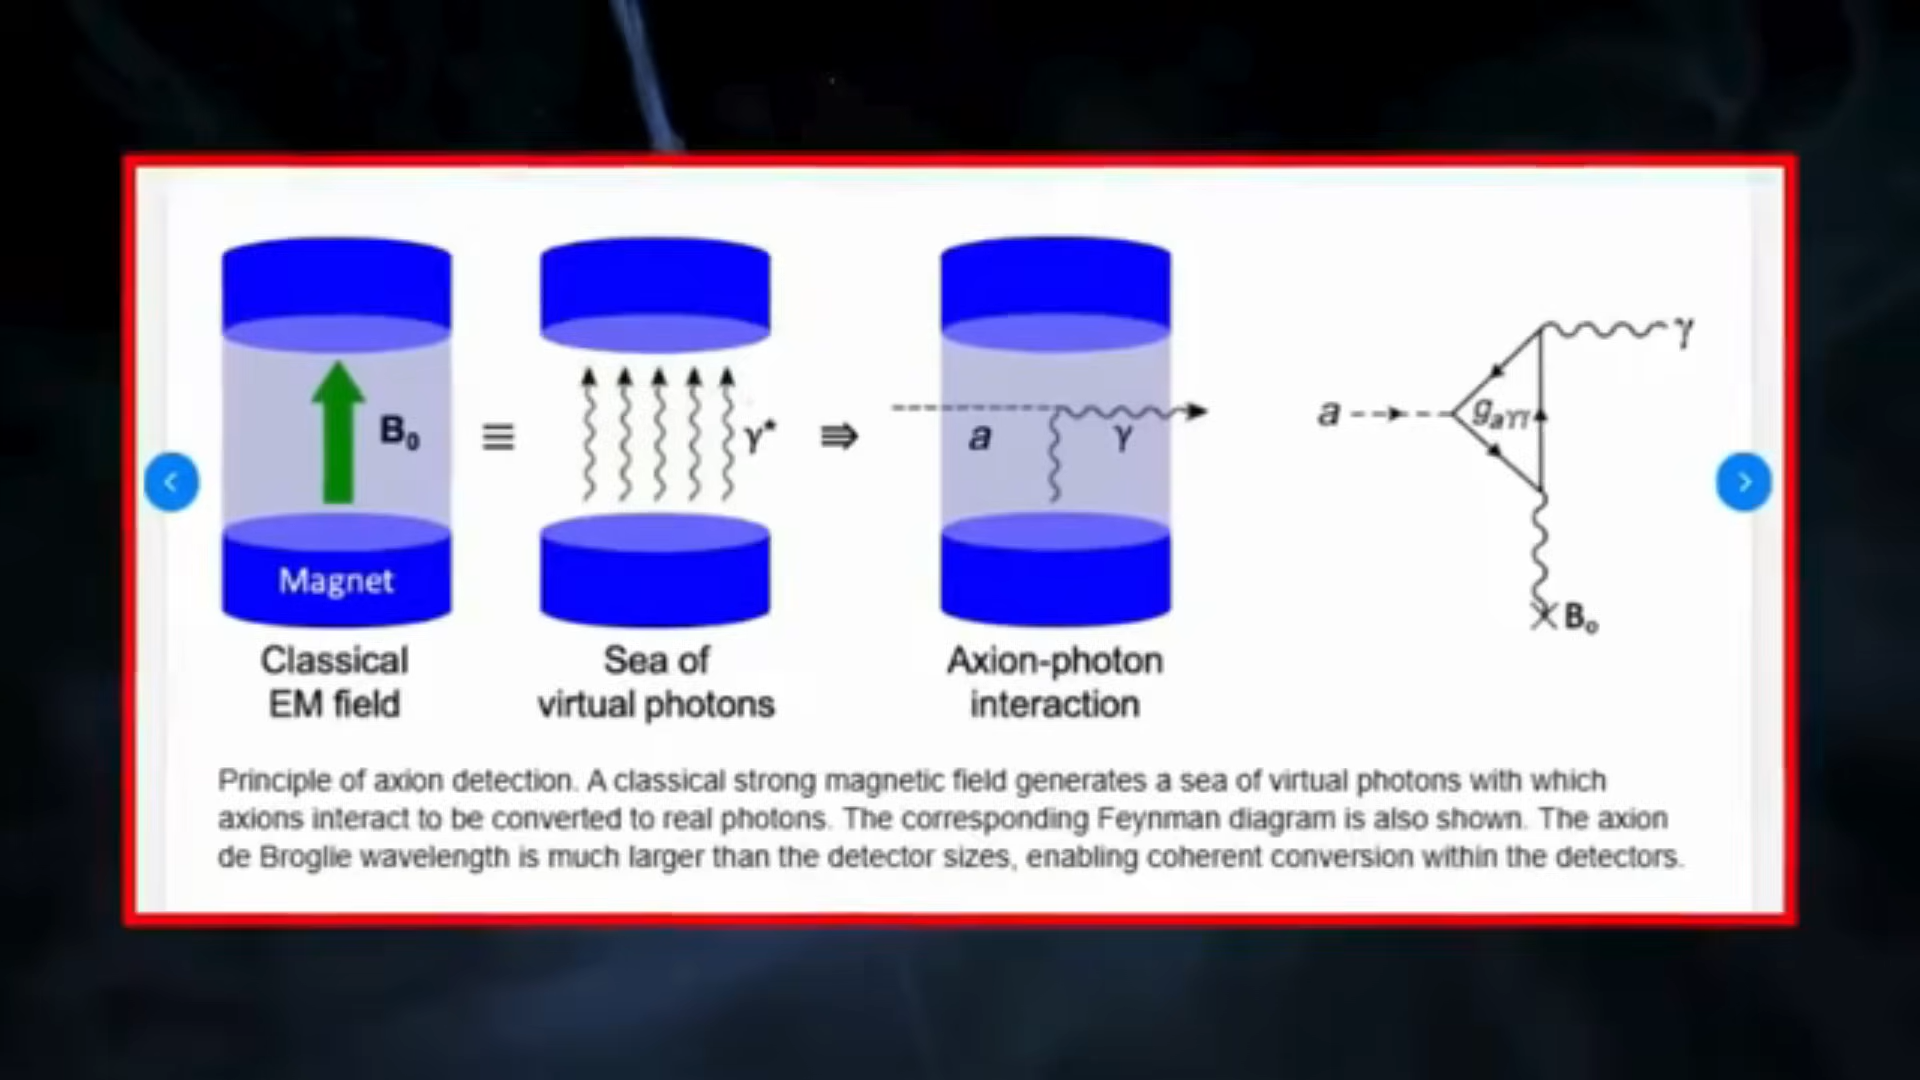 B₀
≡
γ*
⇛
a
γ
a
gₐᵧᵧ
γ
B₀
Magnet
Classical
EM field
Sea of
virtual photons
Axion-photon
interaction
Principle of axion detection. A classical strong magnetic field generates a sea of virtual photons with which
axions interact to be converted to real photons. The corresponding Feynman diagram is also shown. The axion
de Broglie wavelength is much larger than the detector sizes, enabling coherent conversion within the detectors.